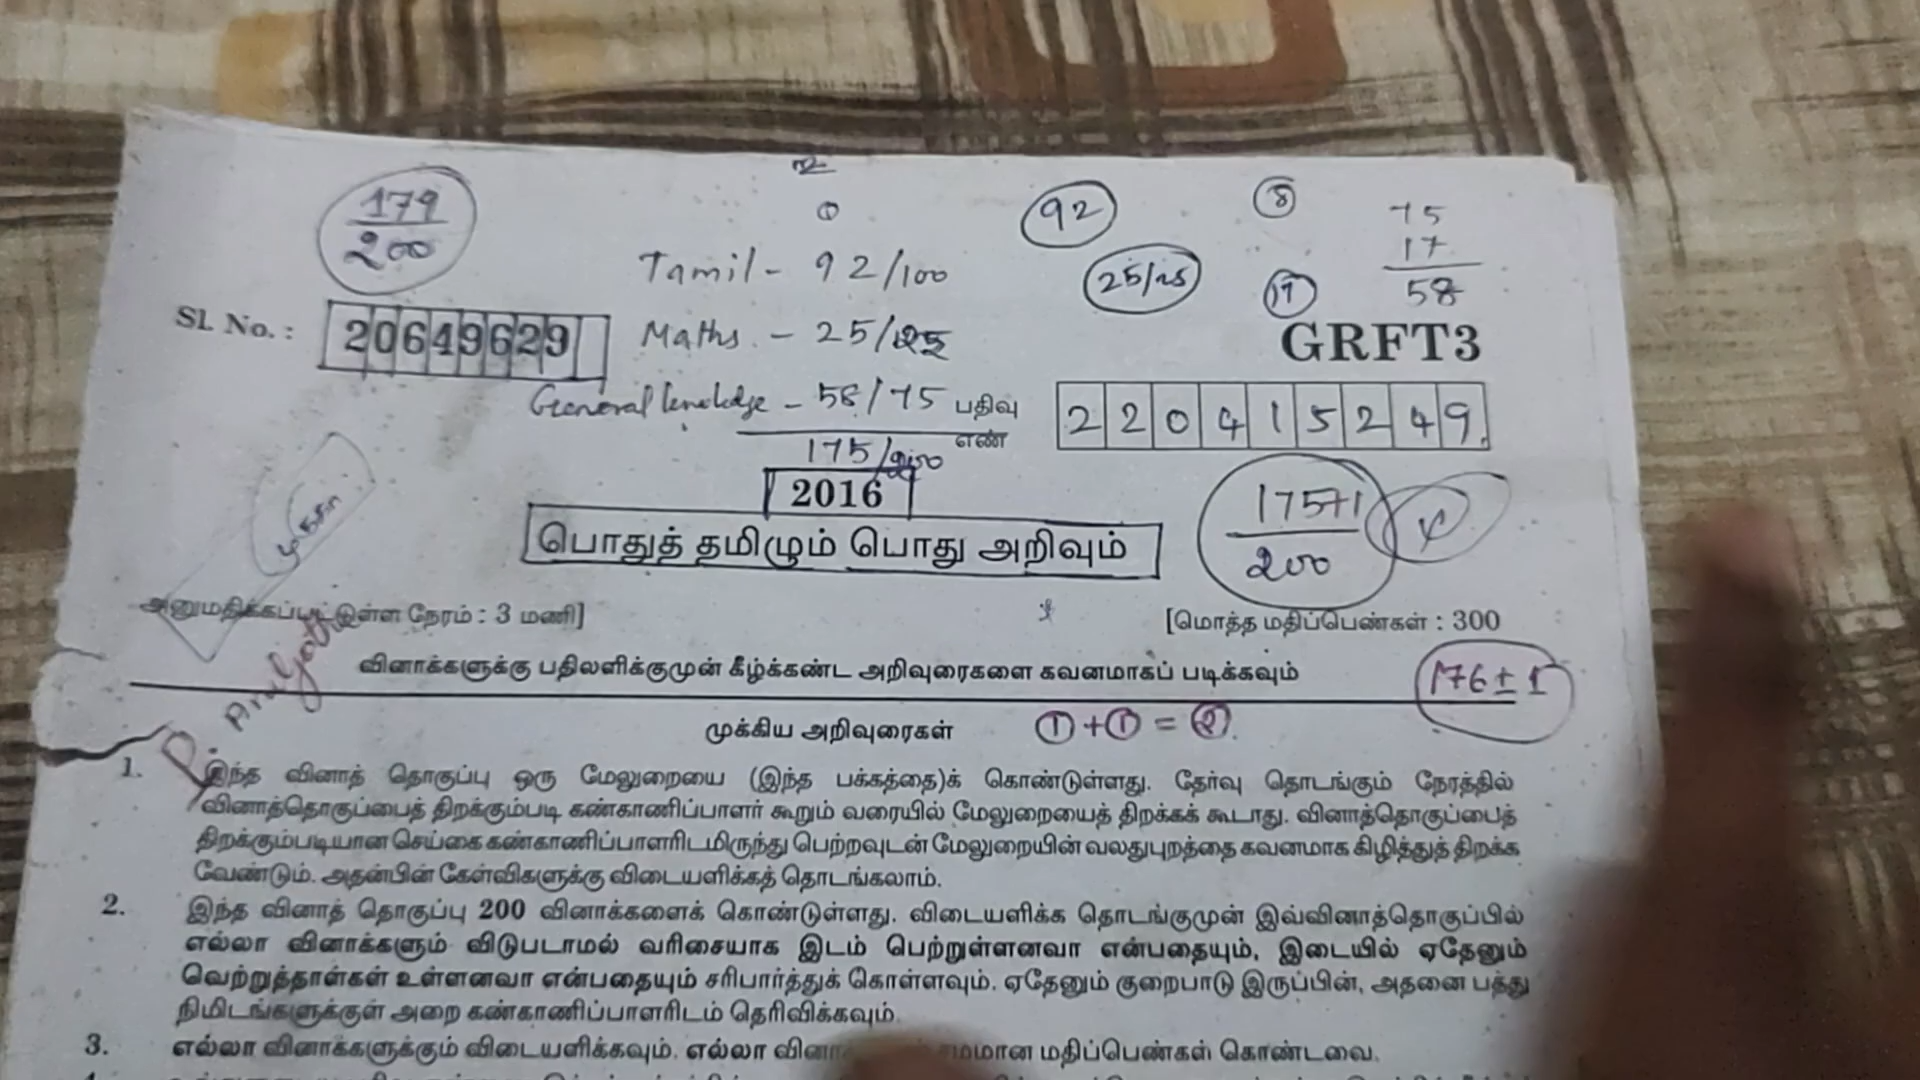 179
200
92
8
75
17
58
Tamil - 92/100
25/25
17
SL No. : 20649629
Maths. - 25/25
GRFT3
General knowledge - 58/75
பதிவு
எண்
220415249
175/200
2016
பொதுத் தமிழும் பொது அறிவும்
175+1
200
அனுமதிக்கப்பட்டுள்ள நேரம் : 3 மணி]
[மொத்த மதிப்பெண்கள் : 300
வினாக்களுக்கு பதிலளிக்குமுன் கீழ்க்கண்ட அறிவுரைகளை கவனமாகப் படிக்கவும்
176 ± 1
முக்கிய அறிவுரைகள்
1 + 1 = 2.
1. இந்த வினாத் தொகுப்பு ஒரு மேலுறையை (இந்த பக்கத்தை)க் கொண்டுள்ளது. தேர்வு தொடங்கும் நேரத்தில்
வினாத்தொகுப்பைத் திறக்கும்படி கண்காணிப்பாளர் கூறும் வரையில் மேலுறையைத் திறக்கக் கூடாது. வினாத்தொகுப்பைத்
திறக்கும்படியான செய்கை கண்காணிப்பாளரிடமிருந்து பெற்றவுடன் மேலுறையின் வலதுபுறத்தை கவனமாக கிழித்துத் திறக்க
வேண்டும். அதன்பின் கேள்விகளுக்கு விடையளிக்கத் தொடங்கலாம்.
2. இந்த வினாத் தொகுப்பு 200 வினாக்களைக் கொண்டுள்ளது. விடையளிக்க தொடங்குமுன் இவ்வினாத்தொகுப்பில்
எல்லா வினாக்களும் விடுபடாமல் வரிசையாக இடம் பெற்றுள்ளனவா என்பதையும், இடையில் ஏதேனும்
வெற்றுத்தாள்கள் உள்ளனவா என்பதையும் சரிபார்த்துக் கொள்ளவும். ஏதேனும் குறைபாடு இருப்பின், அதனை பத்து
நிமிடங்களுக்குள் அறை கண்காணிப்பாளரிடம் தெரிவிக்கவும்.
3. எல்லா வினாக்களுக்கும் விடையளிக்கவும். எல்லா மதிப்பெண்கள் கொண்டவை.